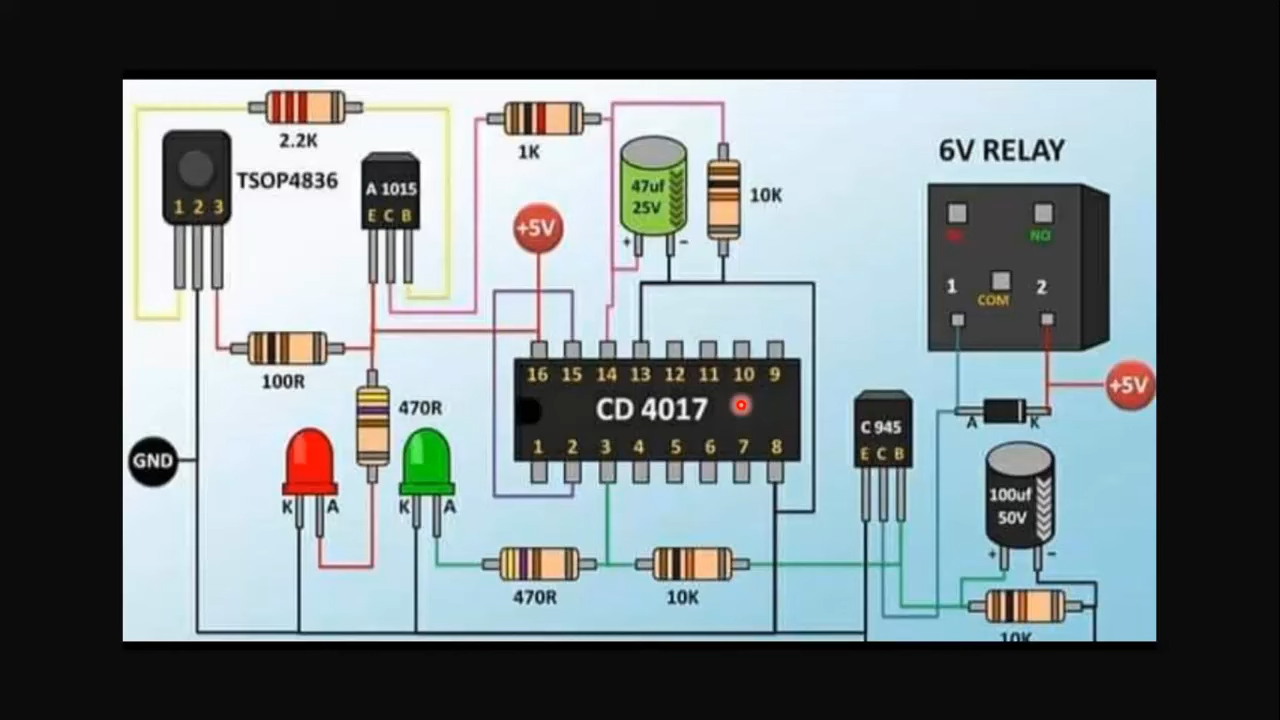 2.2K
TSOP4836
1 2 3
A 1015
E C B
1K
47uf
25V
+ -
10K
+5V
6V RELAY
NO
1 2
COM
100R
470R
+5V
A K
16 15 14 13 12 11 10 9
CD 4017
1 2 3 4 5 6 7 8
C 945
E C B
GND
K A
K A
100uf
50V
+ -
470R
10K
10K